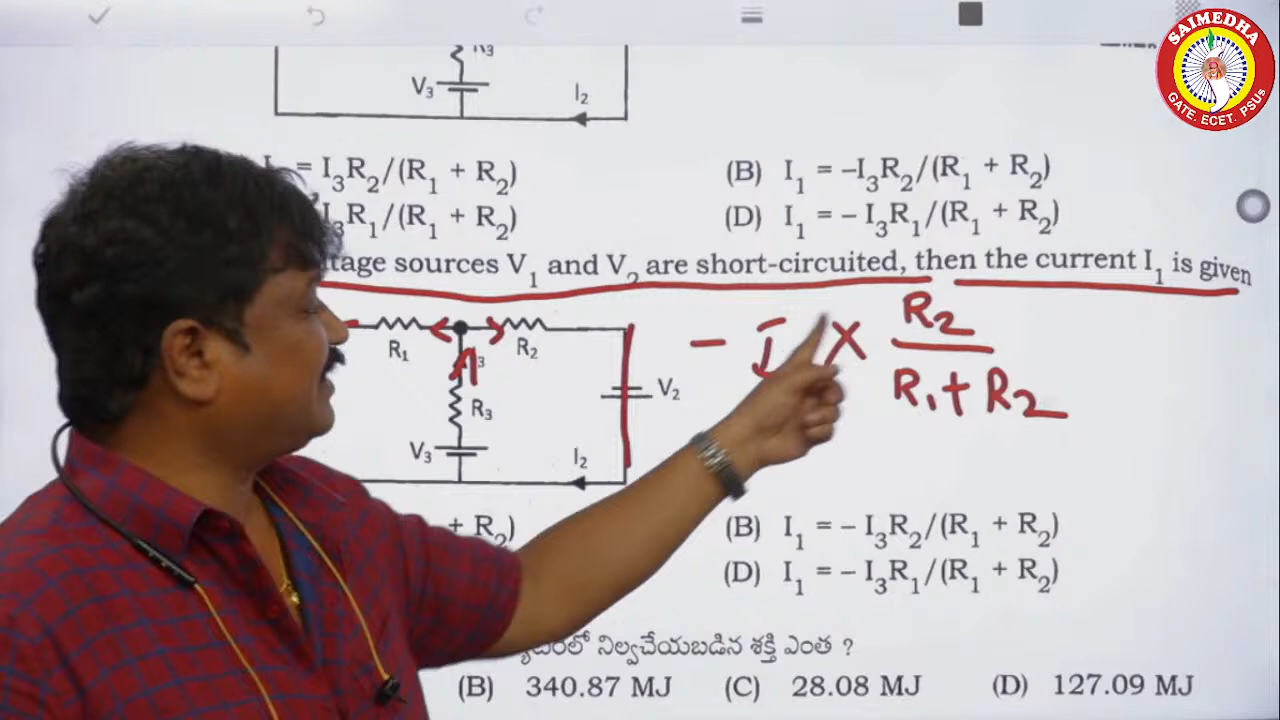 SAIMEDHA
GATE. ECET. PSUs
R3
V3
I2
= I3R2/(R1 + R2)
(B) I1 = –I3R2/(R1 + R2)
I3R1/(R1 + R2)
(D) I1 = – I3R1/(R1 + R2)
tage sources V1 and V2 are short-circuited, then the current I1 is given
R1
R2
3
R3
V2
V3
I2
- I × R2
R1 + R2
+ R2)
(B) I1 = – I3R2/(R1 + R2)
(D) I1 = – I3R1/(R1 + R2)
నిల్వచేయబడిన శక్తి ఎంత ?
(B) 340.87 MJ (C) 28.08 MJ (D) 127.09 MJ